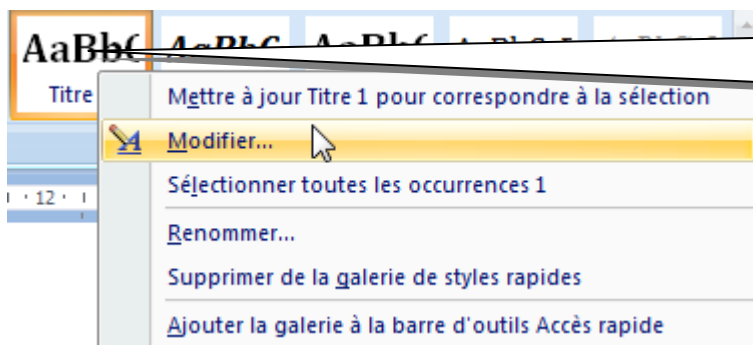 AaBb
Titre
Mettre à jour Titre 1 pour correspondre à la sélection
Modifier...
Sélectionner toutes les occurrences 1
12
Renommer...
Supprimer de la galerie de styles rapides
Ajouter la galerie à la barre d'outils Accès rapide